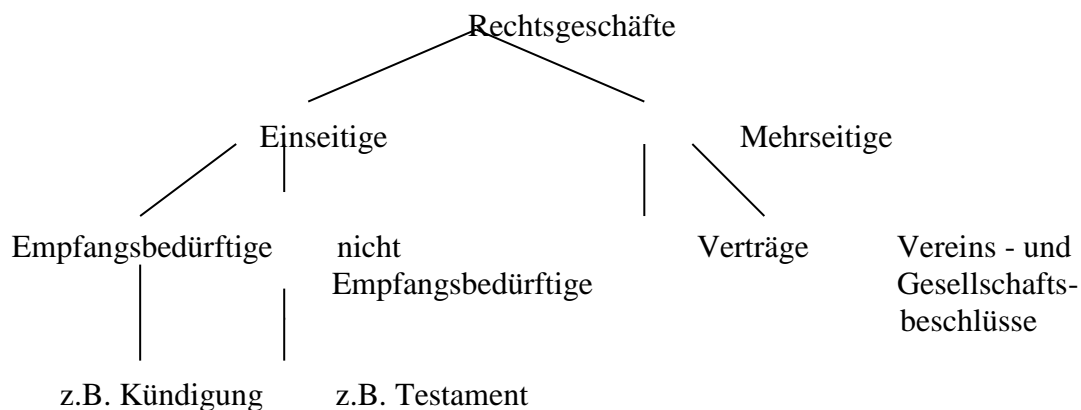 Rechtsgeschäfte
Einseitige Mehrseitige
Empfangsbedürftige nicht Verträge Vereins - und
Empfangsbedürftige Gesellschafts-
beschlüsse
z.B. Kündigung z.B. Testament